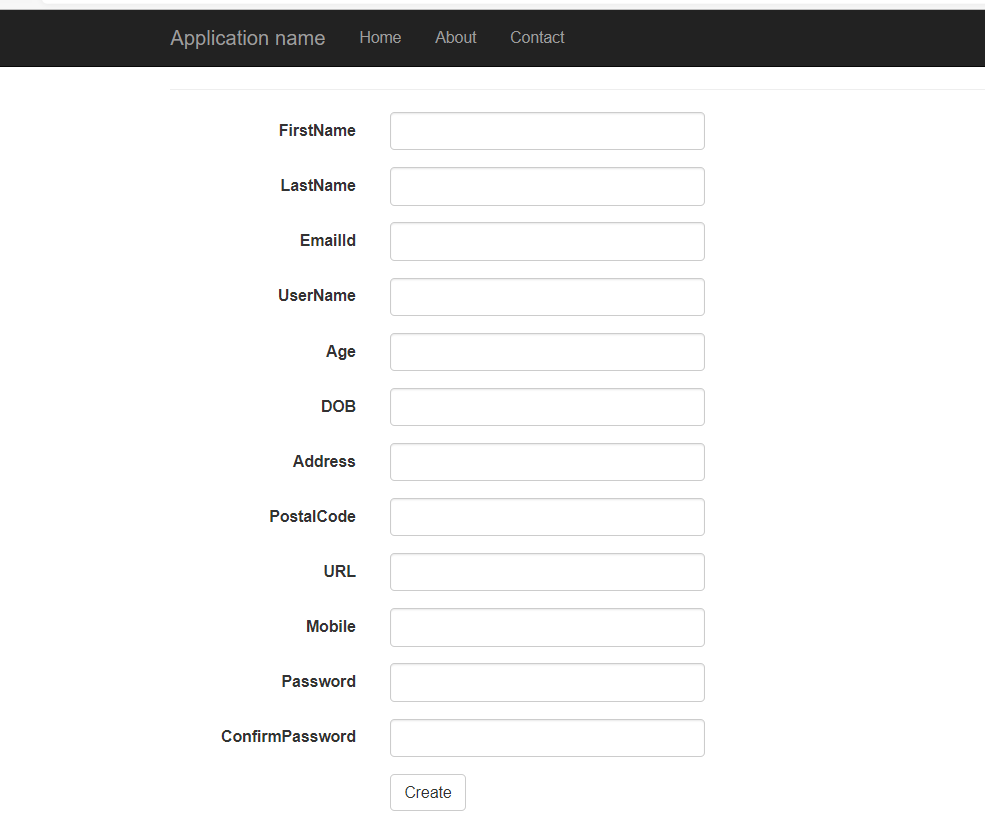 Application name Home About Contact
FirstName
LastName
EmailId
UserName
Age
DOB
Address
PostalCode
URL
Mobile
Password
ConfirmPassword
Create